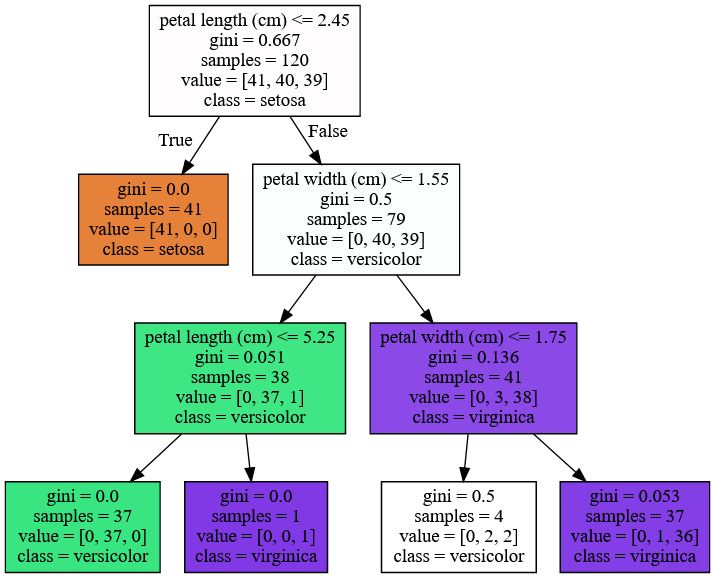 petal length (cm) <= 2.45
gini = 0.667
samples = 120
value = [41, 40, 39]
class = setosa
True
False
gini = 0.0
samples = 41
value = [41, 0, 0]
class = setosa
petal width (cm) <= 1.55
gini = 0.5
samples = 79
value = [0, 40, 39]
class = versicolor
petal length (cm) <= 5.25
gini = 0.051
samples = 38
value = [0, 37, 1]
class = versicolor
petal width (cm) <= 1.75
gini = 0.136
samples = 41
value = [0, 3, 38]
class = virginica
gini = 0.0
samples = 37
value = [0, 37, 0]
class = versicolor
gini = 0.0
samples = 1
value = [0, 0, 1]
class = virginica
gini = 0.5
samples = 4
value = [0, 2, 2]
class = versicolor
gini = 0.053
samples = 37
value = [0, 1, 36]
class = virginica